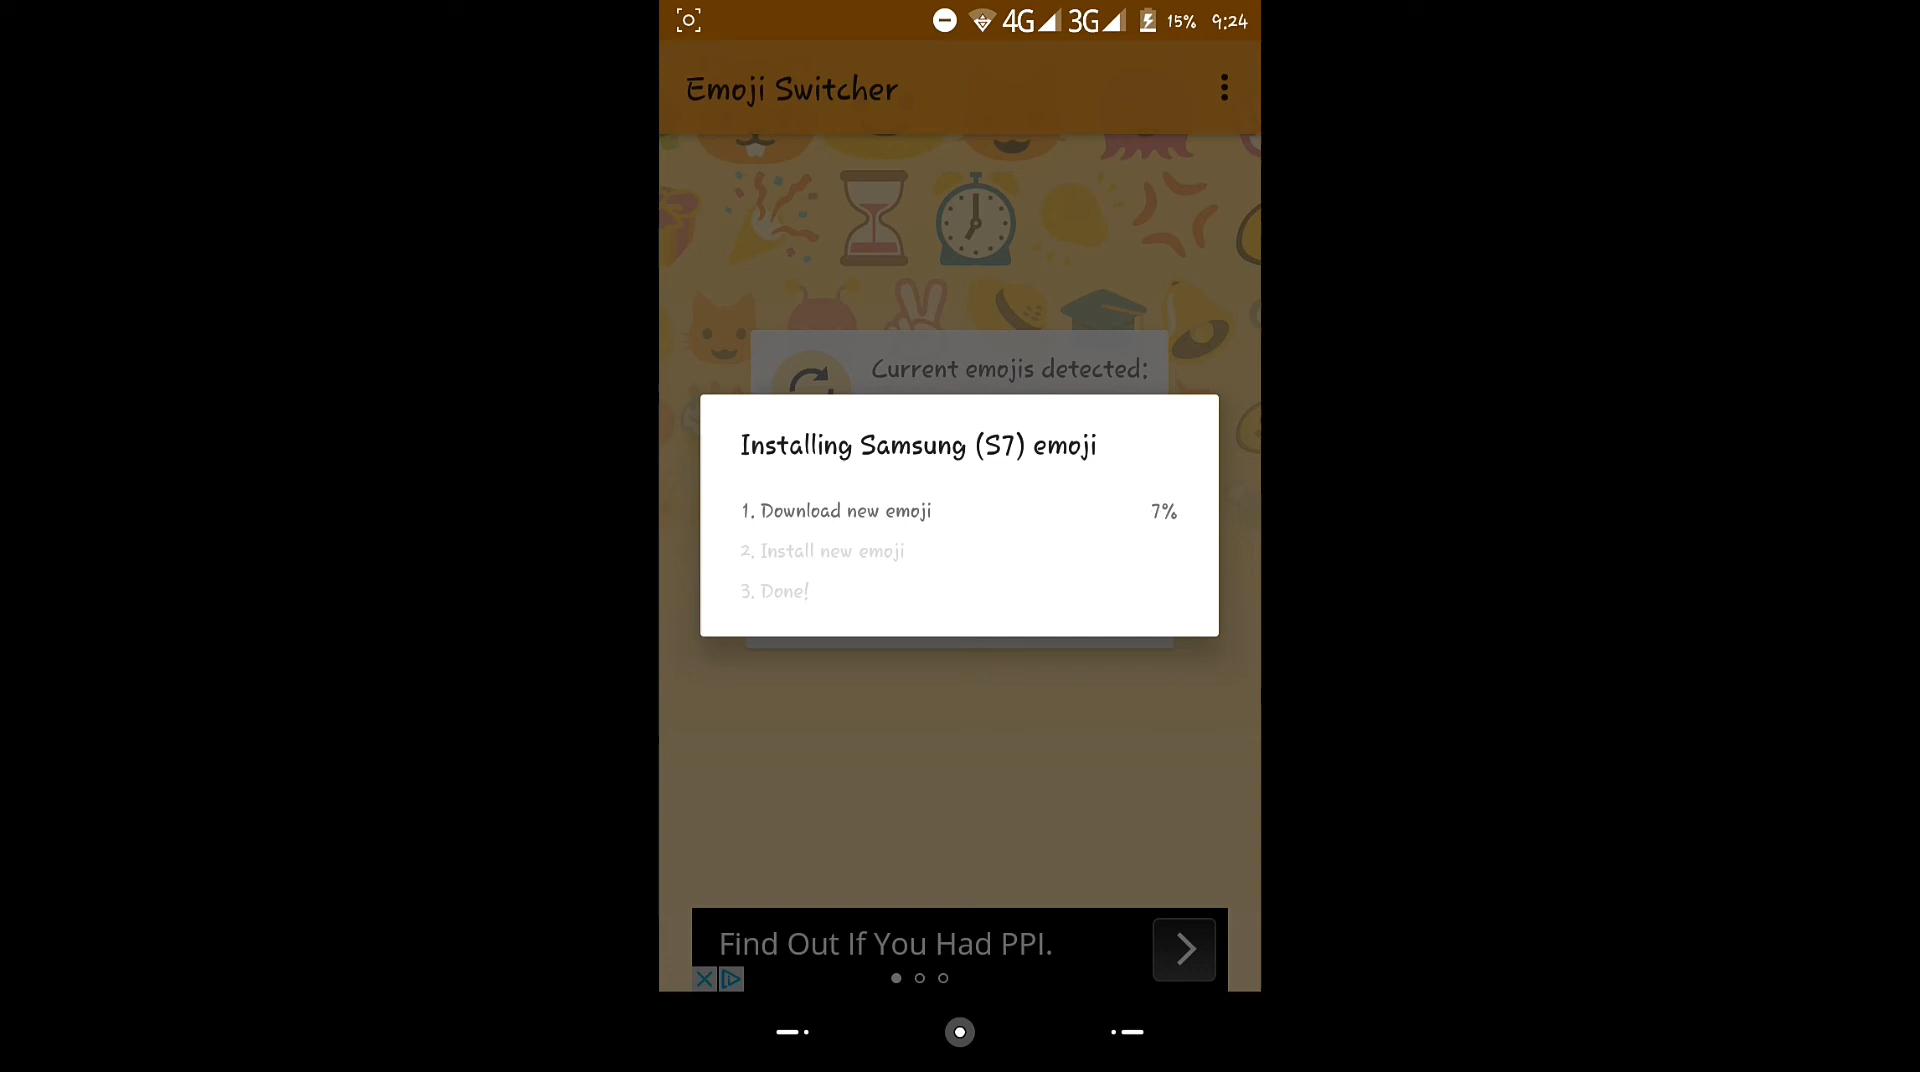 4G 3G 15% 9:24
Emoji Switcher
Current emojis detected:
Installing Samsung (S7) emoji
1. Download new emoji 7%
2. Install new emoji
3. Done!
Find Out If You Had PPI.